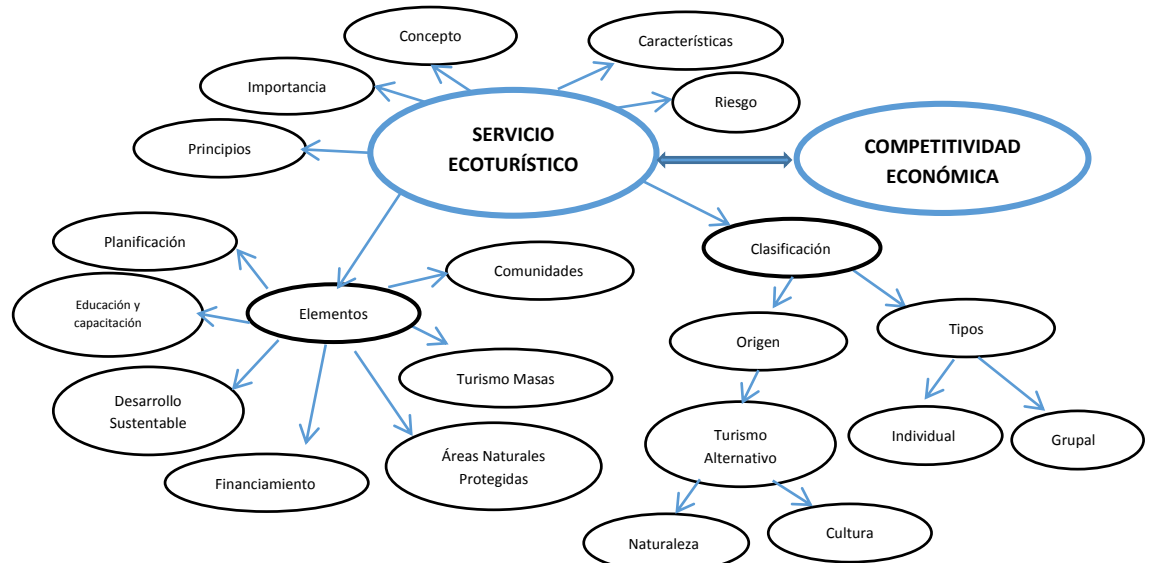 Concepto
Características
Importancia
Riesgo
Principios
SERVICIO
ECOTURÍSTICO
COMPETITIVIDAD
ECONÓMICA
Planificación
Comunidades
Clasificación
Educación y
capacitación
Elementos
Origen
Tipos
Turismo Masas
Desarrollo
Sustentable
Turismo
Alternativo
Individual
Grupal
Financiamiento
Áreas Naturales
Protegidas
Naturaleza
Cultura